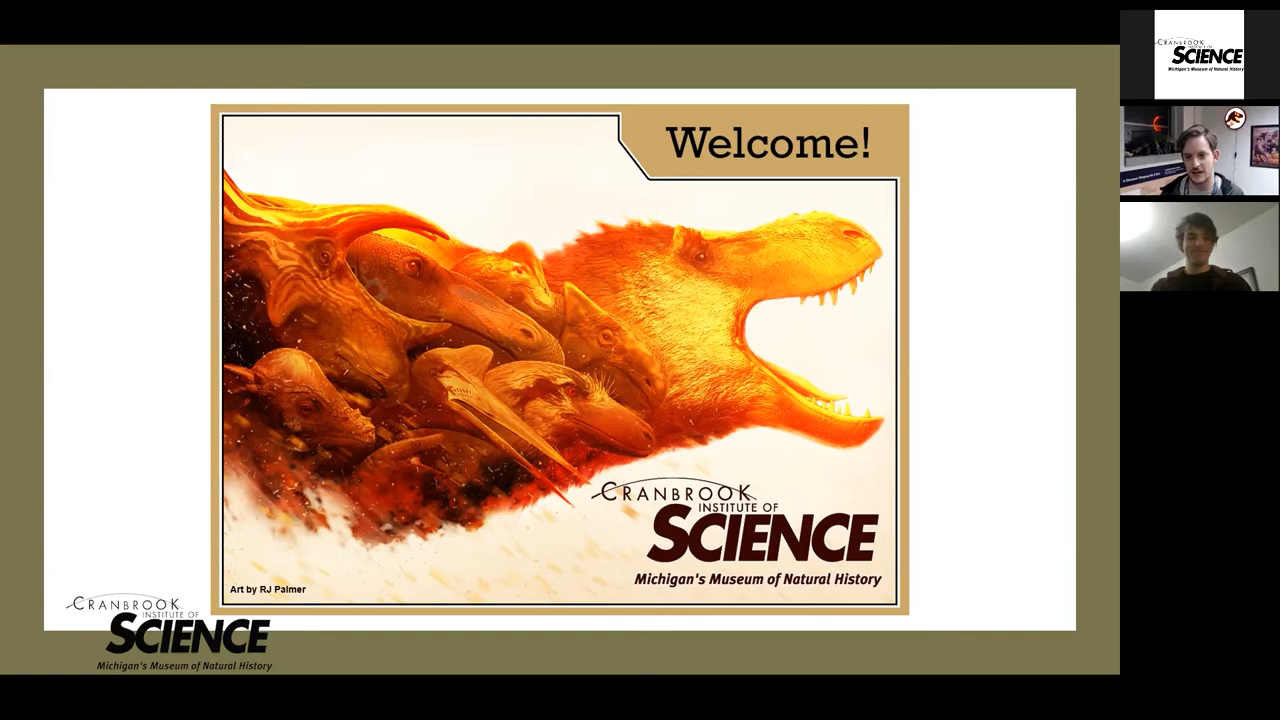 Welcome!
CRANBROOK
INSTITUTE OF
SCIENCE
Michigan's Museum of Natural History
Art by RJ Palmer
CRANBROOK
INSTITUTE OF
SCIENCE
Michigan's Museum of Natural History
CRANBROOK
INSTITUTE OF
SCIENCE
Michigan's Museum of Natural History